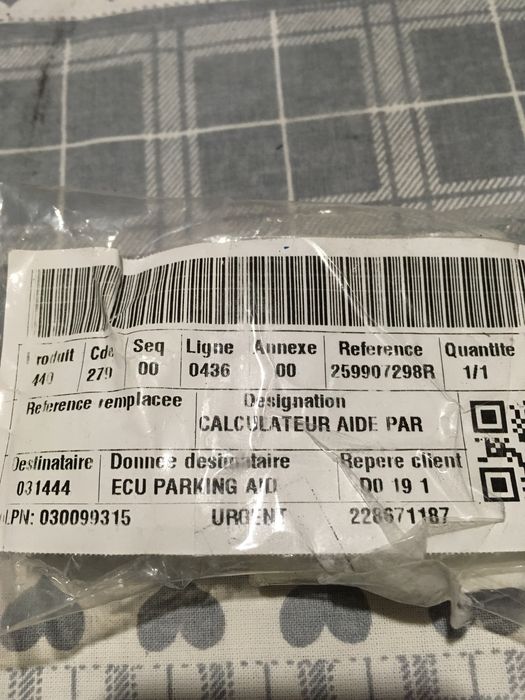 Produit Cde Seq Ligne Annexe Reference Quantite
440 279 00 0436 00 259907298R 1/1
Reference remplacee Designation
CALCULATEUR AIDE PAR
Destinataire Donnee destinataire Repere client
031444 ECU PARKING AID D0 19 1
LPN: 030099315 URGENT 228671187